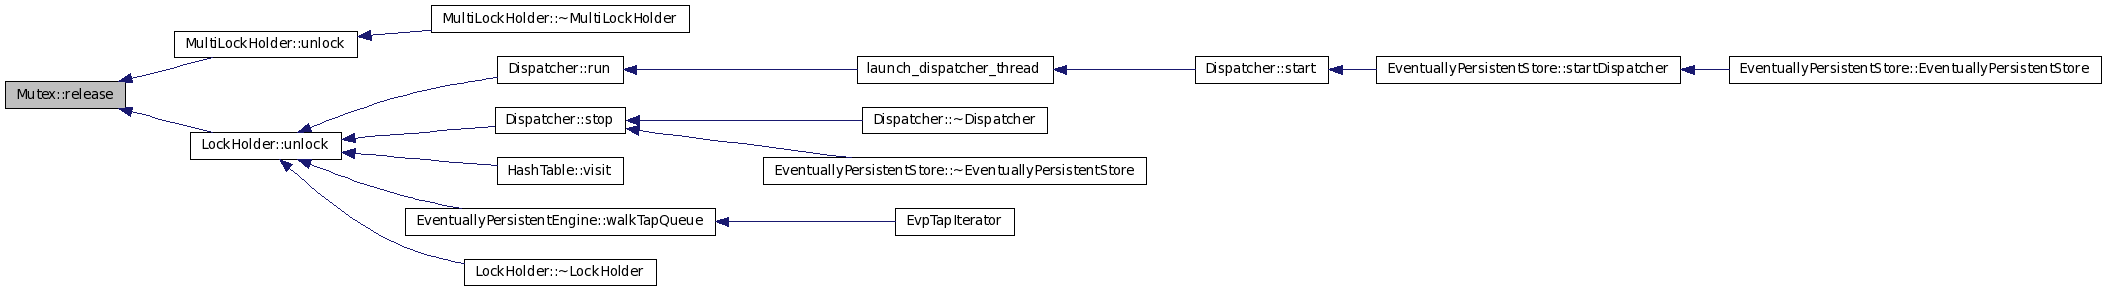 MultiLockHolder::~MultiLockHolder
MultiLockHolder::unlock
Dispatcher::run
launch_dispatcher_thread
Dispatcher::start
EventuallyPersistentStore::startDispatcher
EventuallyPersistentStore::EventuallyPersistentStore
Mutex::release
Dispatcher::stop
Dispatcher::~Dispatcher
LockHolder::unlock
HashTable::visit
EventuallyPersistentStore::~EventuallyPersistentStore
EventuallyPersistentEngine::walkTapQueue
EvpTapIterator
LockHolder::~LockHolder